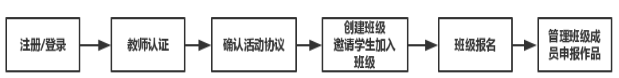 注册/登录
教师认证
确认活动协议
创建班级
邀请学生加入
班级
班级报名
管理班级成
员申报作品